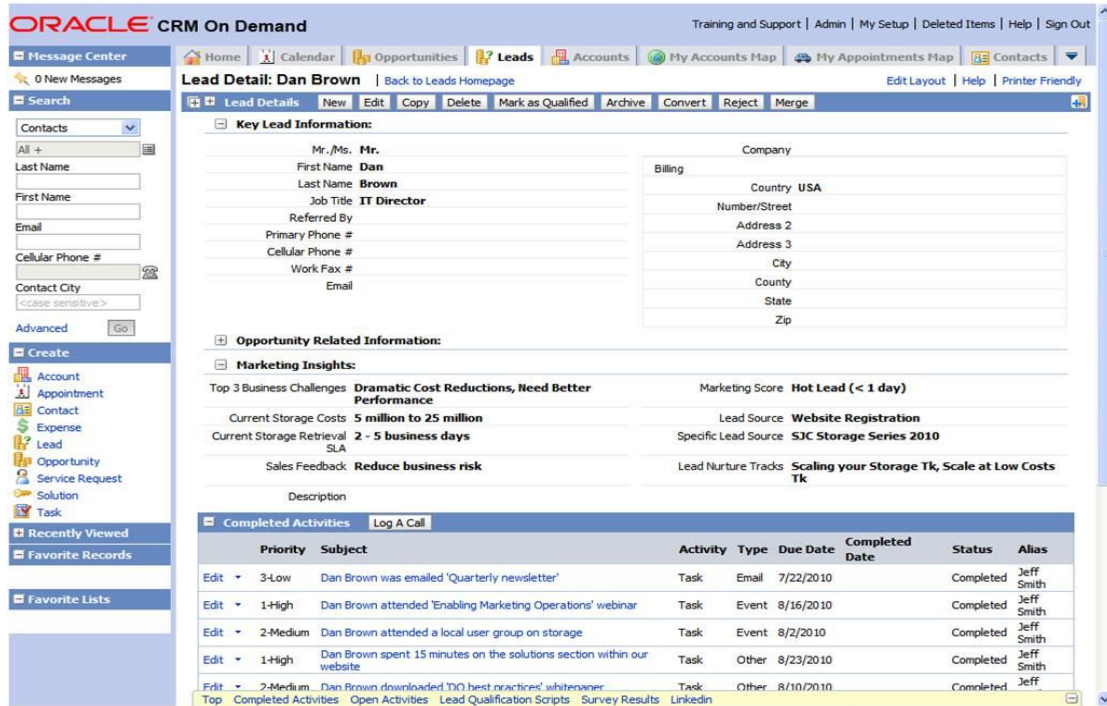 ORACLE CRM On Demand
Training and Support | Admin | My Setup | Deleted Items | Help | Sign Out
Message Center
0 New Messages
Search
Contacts
All +
Last Name
First Name
Email
Cellular Phone #
Contact City
<case sensitive>
Advanced Go
Create
Account
Appointment
Contact
Expense
Lead
Opportunity
Service Request
Solution
Task
Recently Viewed
Favorite Records
Favorite Lists
Home Calendar Opportunities Leads Accounts My Accounts Map My Appointments Map Contacts
Lead Detail: Dan Brown | Back to Leads Homepage Edit Layout | Help | Printer Friendly
Lead Details New Edit Copy Delete Mark as Qualified Archive Convert Reject Merge
Key Lead Information:
Mr./Ms. Mr.
First Name Dan
Last Name Brown
Job Title IT Director
Referred By
Primary Phone #
Cellular Phone #
Work Fax #
Email
Company
Billing
Country USA
Number/Street
Address 2
Address 3
City
County
State
Zip
Opportunity Related Information:
Marketing Insights:
Top 3 Business Challenges Dramatic Cost Reductions, Need Better
Performance
Current Storage Costs 5 million to 25 million
Current Storage Retrieval 2 - 5 business days
SLA
Sales Feedback Reduce business risk
Description
Marketing Score Hot Lead (< 1 day)
Lead Source Website Registration
Specific Lead Source SJC Storage Series 2010
Lead Nurture Tracks Scaling your Storage Tk, Scale at Low Costs
Tk
Completed Activities Log A Call
Priority Subject Activity Type Due Date Completed Date Status Alias
Edit 3-Low Dan Brown was emailed 'Quarterly newsletter' Task Email 7/22/2010 Completed Jeff Smith
Edit 1-High Dan Brown attended 'Enabling Marketing Operations' webinar Task Event 8/16/2010 Completed Jeff Smith
Edit 2-Medium Dan Brown attended a local user group on storage Task Event 8/2/2010 Completed Jeff Smith
Edit 1-High Dan Brown spent 15 minutes on the solutions section within our
website Task Other 8/23/2010 Completed Jeff Smith
Edit 2-Medium Dan Brown downloaded 'DQ best practices' whitepaper Task Other 8/10/2010 Completed Jeff
Top Completed Activities Open Activities Lead Qualification Scripts Survey Results Linkedin